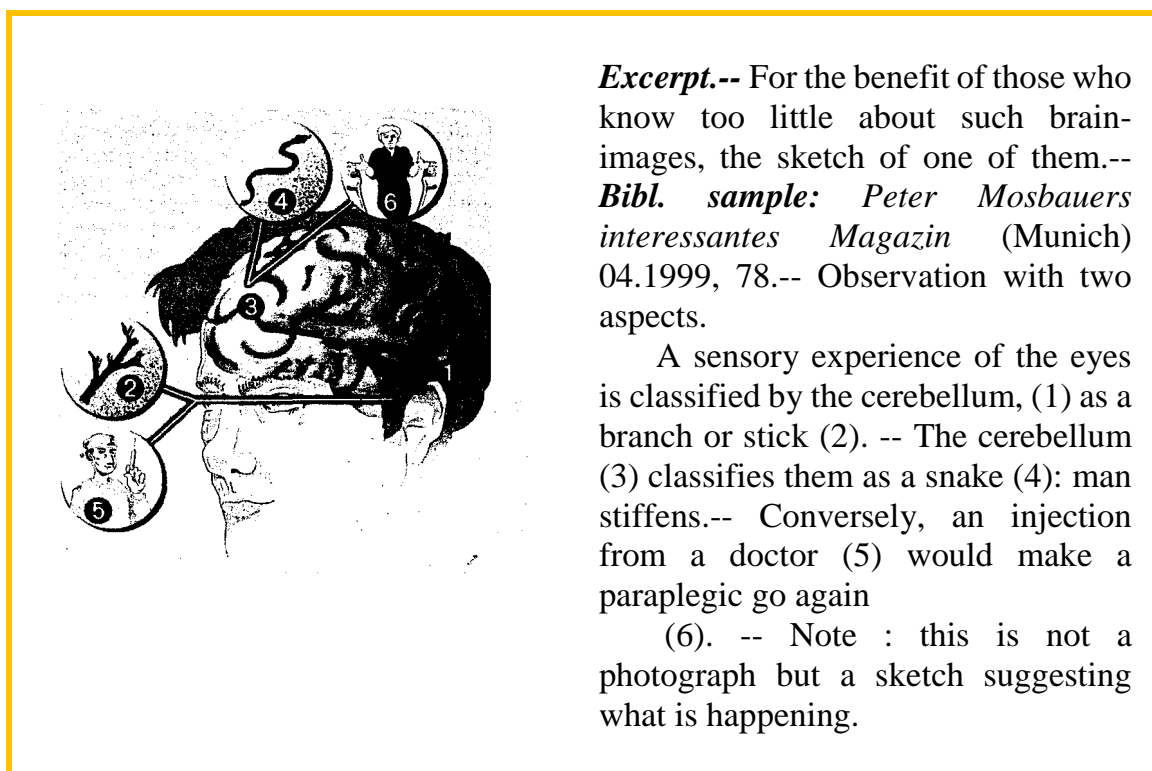 Excerpt.-- For the benefit of those who
know too little about such brain-
images, the sketch of one of them.--
Bibl. sample: Peter Mosbauers
interessantes Magazin (Munich)
04.1999, 78.-- Observation with two
aspects.
A sensory experience of the eyes
is classified by the cerebellum, (1) as a
branch or stick (2). -- The cerebellum
(3) classifies them as a snake (4): man
stiffens.-- Conversely, an injection
from a doctor (5) would make a
paraplegic go again
(6). -- Note : this is not a
photograph but a sketch suggesting
what is happening.
4
6
3
1
2
5